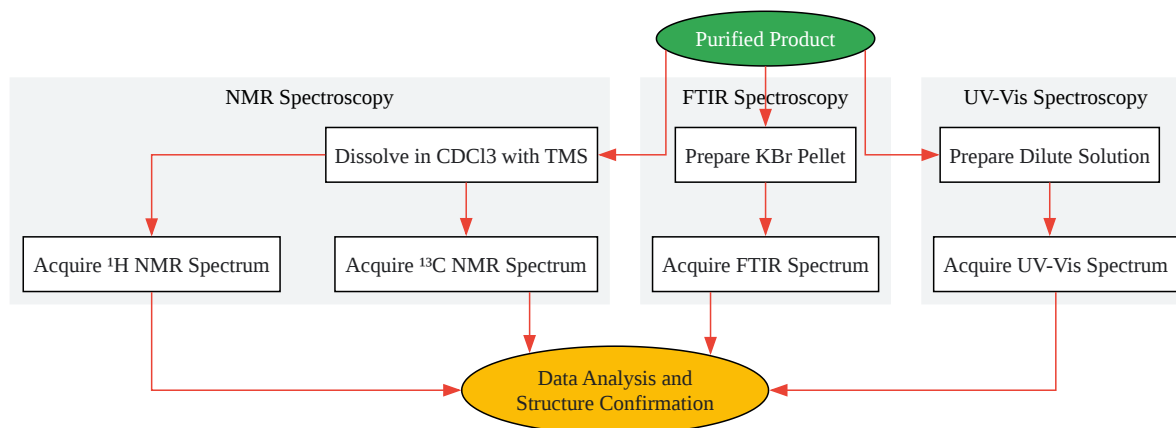 Purified Product
NMR Spectroscopy
FTIR Spectroscopy
UV-Vis Spectroscopy
Dissolve in CDCl3 with TMS
Prepare KBr Pellet
Prepare Dilute Solution
Acquire ¹H NMR Spectrum
Acquire ¹³C NMR Spectrum
Acquire FTIR Spectrum
Acquire UV-Vis Spectrum
Data Analysis and
Structure Confirmation